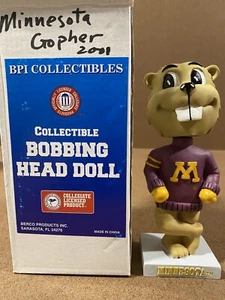 Minnesota
Gopher
2001
BPI COLLECTIBLES
COLLECTIBLE
BOBBING
HEAD DOLL
COLLEGIATE
LICENSED
PRODUCT
BERCO PRODUCTS INC.
SARASOTA, FL 34276
MADE IN CHINA
M
MINNESOTA